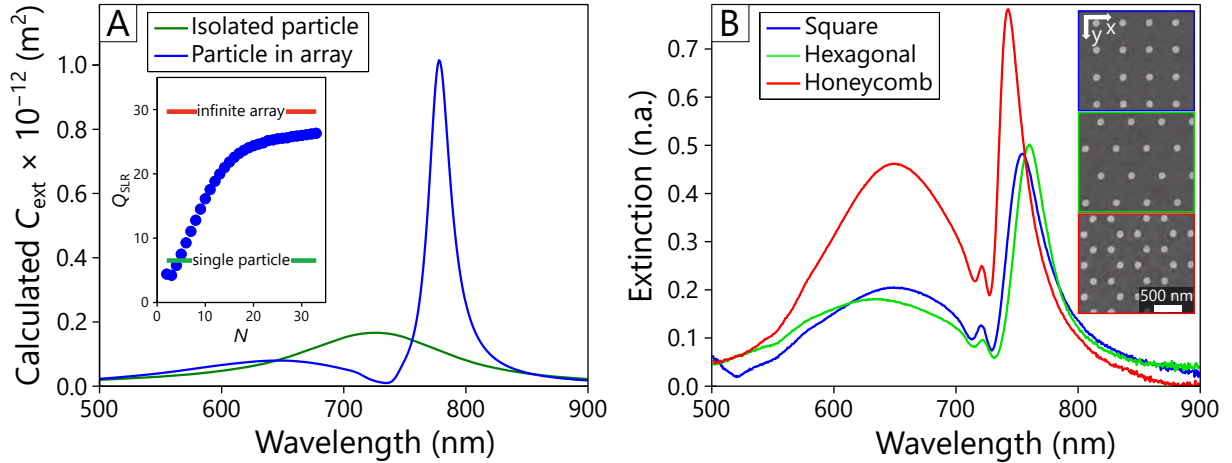 A
Isolated particle
Particle in array
Calculated C_ext × 10^−12 (m^2)
1.0
0.8
0.6
0.4
0.2
0.0
500 600 700 800 900
Wavelength (nm)
infinite array
single particle
Q_SLR
30
20
10
0
0 10 20 30
N
B
Square
Hexagonal
Honeycomb
Extinction (n.a.)
0.7
0.6
0.5
0.4
0.3
0.2
0.1
0.0
500 600 700 800 900
Wavelength (nm)
x
y
500 nm